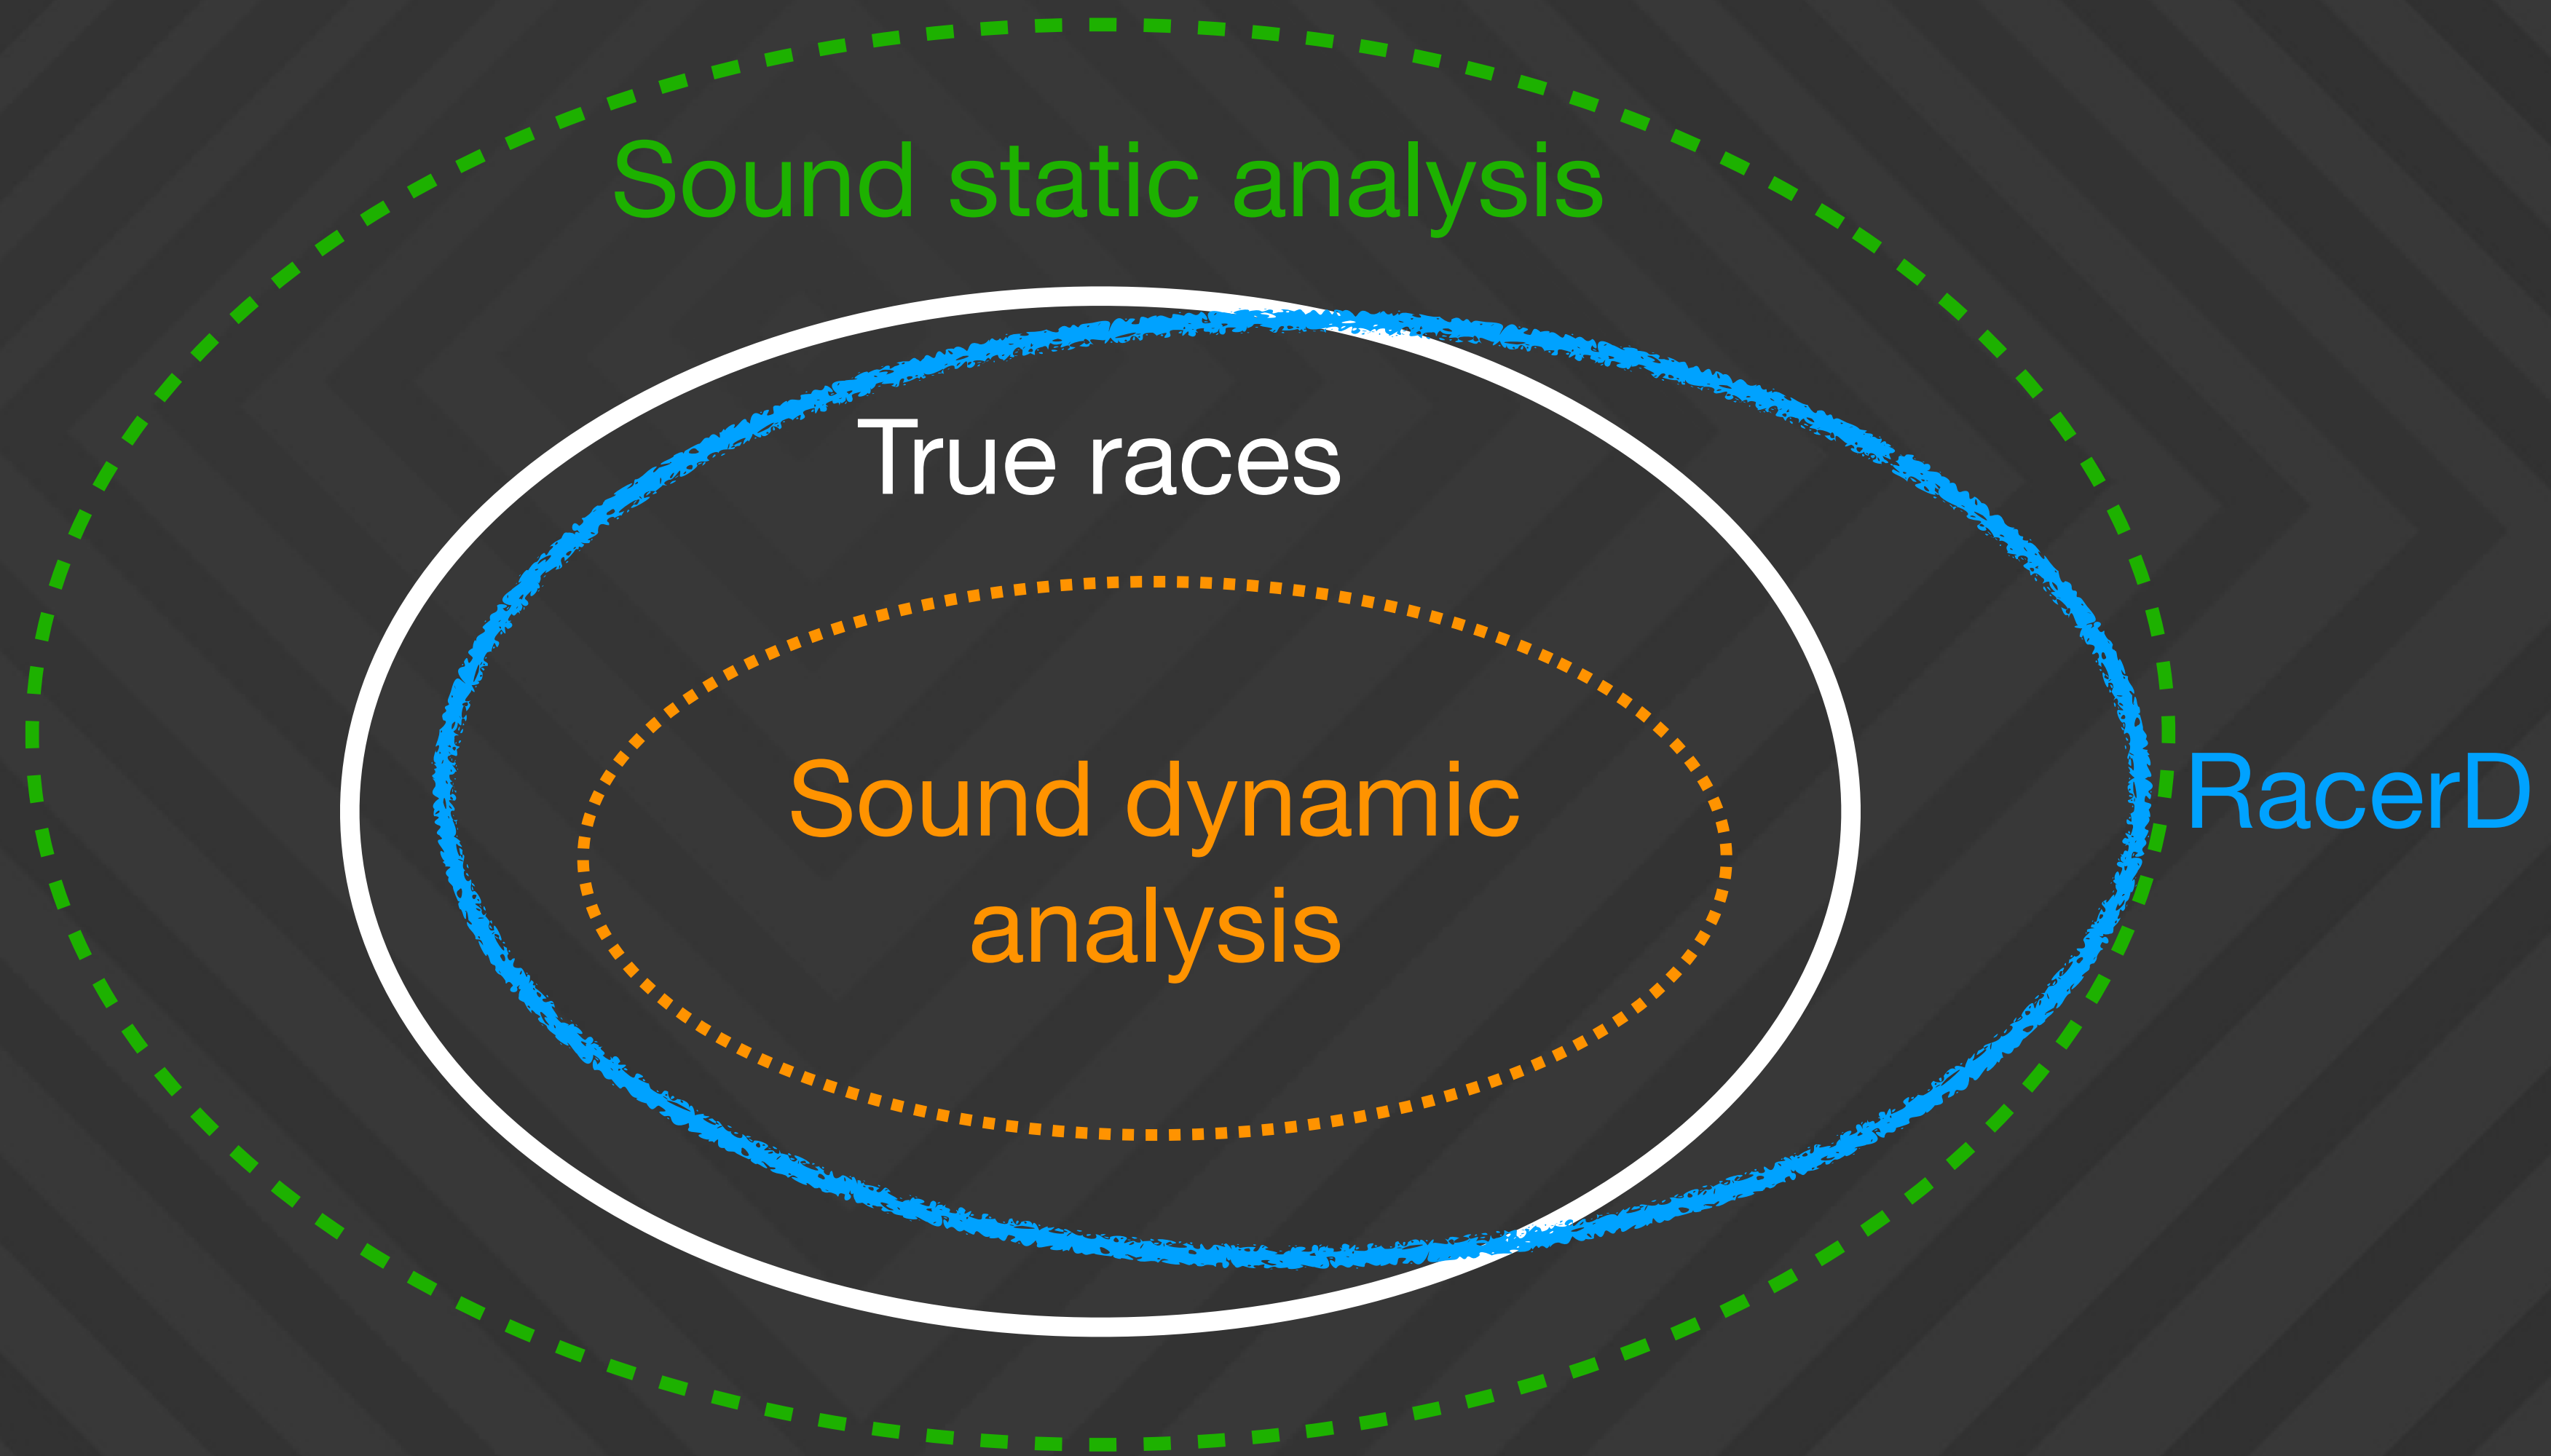 Sound static analysis
True races
Sound dynamic
analysis
RacerD